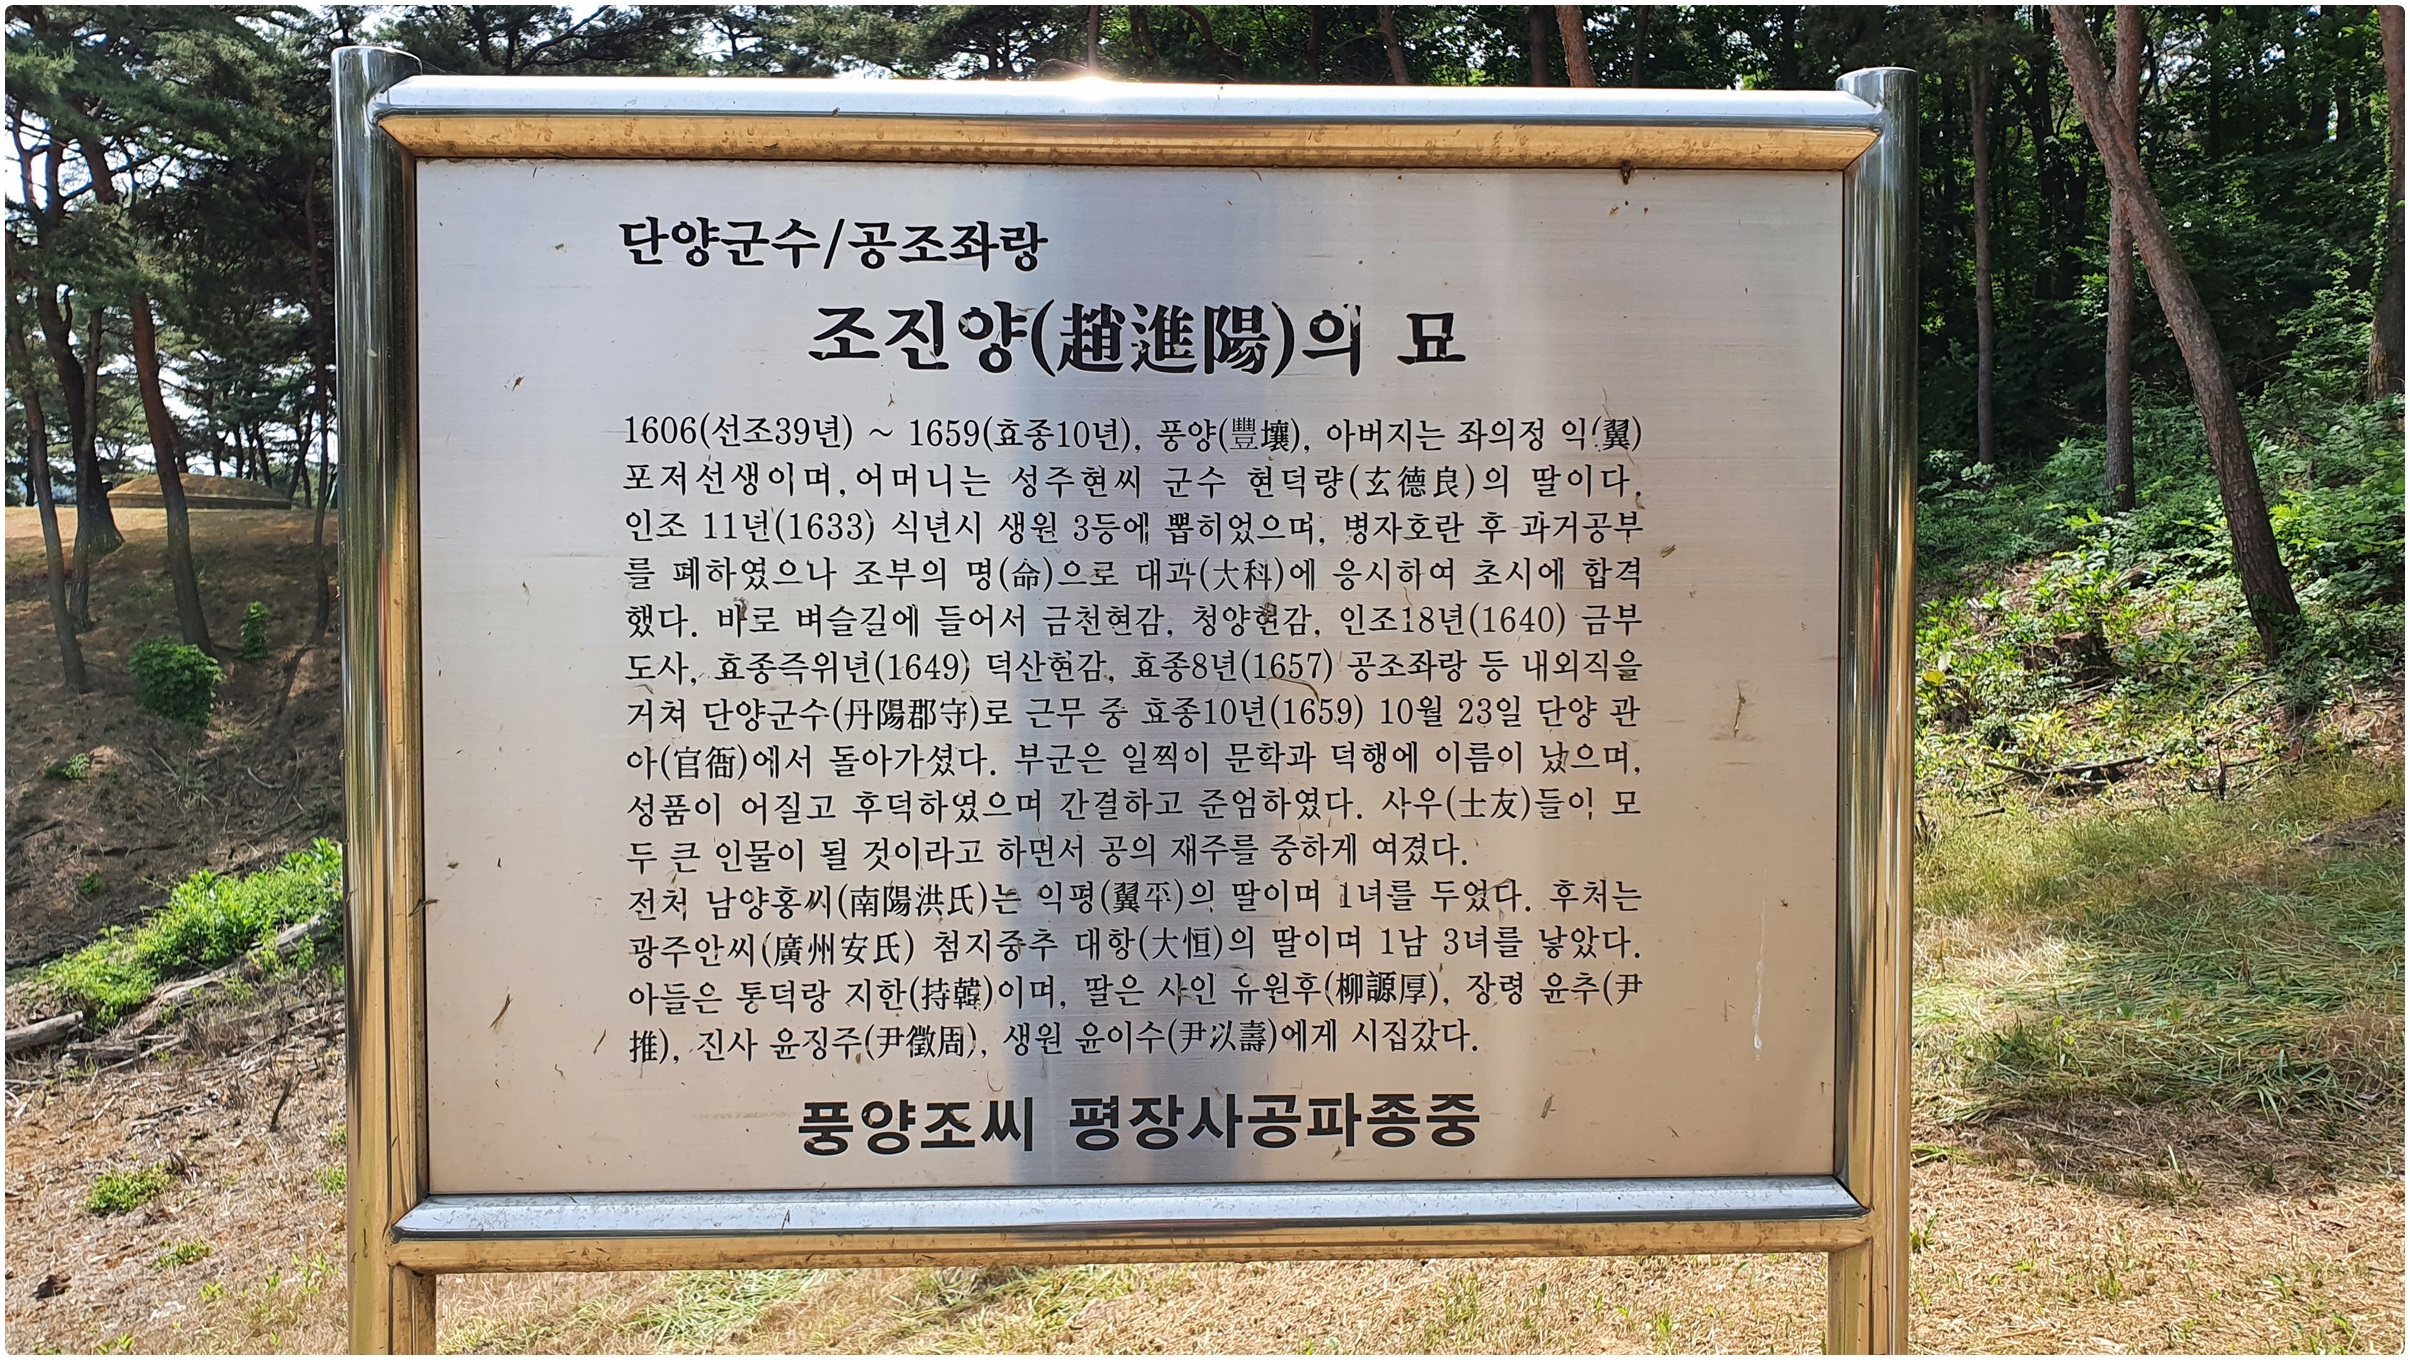 단양군수/공조좌랑
조진양(趙進陽)의 묘
1606(선조39년) ~ 1659(효종10년), 풍양(豐壤), 아버지는 좌의정 익(翼)
포저선생이며, 어머니는 성주현씨 군수 현덕량(玄德良)의 딸이다.
인조 11년(1633) 식년시 생원 3등에 뽑히었으며, 병자호란 후 과거공부
를 폐하였으나 조부의 명(命)으로 대과(大科)에 응시하여 초시에 합격
했다. 바로 벼슬길에 들어서 금천현감, 청양현감, 인조18년(1640) 금부
도사, 효종즉위년(1649) 덕산현감, 효종8년(1657) 공조좌랑 등 내외직을
거쳐 단양군수(丹陽郡守)로 근무 중 효종10년(1659) 10월 23일 단양 관
아(官衙)에서 돌아가셨다. 부군은 일찍이 문학과 덕행에 이름이 났으며,
성품이 어질고 후덕하였으며 간결하고 준엄하였다. 사우(士友)들이 모
두 큰 인물이 될 것이라고 하면서 공의 재주를 중하게 여겼다.
전처 남양홍씨(南陽洪氏)는 익평(翼平)의 딸이며 1녀를 두었다. 후처는
광주안씨(廣州安氏) 첨지중추 대항(大恒)의 딸이며 1남 3녀를 낳았다.
아들은 통덕랑 지한(持韓)이며, 딸은 사인 유원후(柳謜厚), 장령 윤추(尹
推), 진사 윤징주(尹徵周), 생원 윤이수(尹以壽)에게 시집갔다.
풍양조씨 평장사공파종중